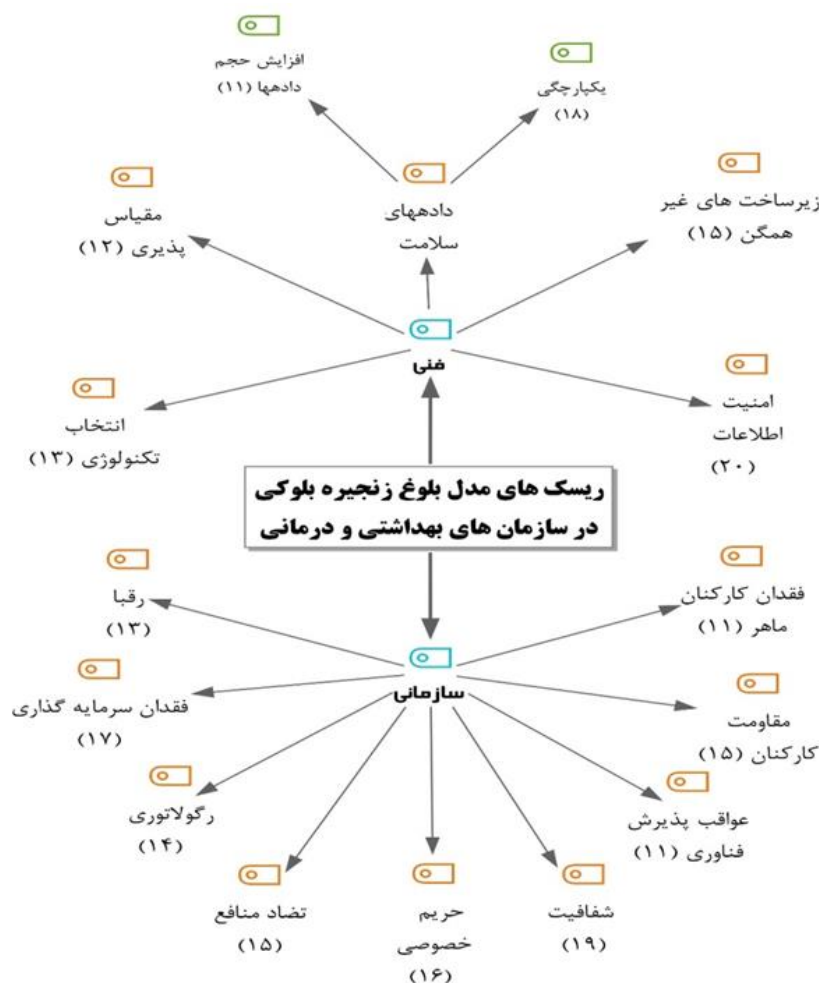 افزایش حجم
دادهها (۱۱)
یکپارچگی
(۱۸)
زیرساخت های غیر
همگن (۱۵)
دادههای
سلامت
مقیاس
پذیری (۱۲)
فنی
امنیت
اطلاعات
(۲۰)
انتخاب
تکنولوژی (۱۳)
ریسک های مدل بلوغ زنجیره بلوکی
در سازمان های بهداشتی و درمانی
فقدان کارکنان
ماهر (۱۱)
رقبا
(۱۳)
سازمانی
مقاومت
کارکنان (۱۵)
فقدان سرمایه گذاری
(۱۷)
عواقب پذیرش
فناوری (۱۱)
رگولاتوری
(۱۴)
شفافیت
(۱۹)
حریم
خصوصی
(۱۶)
تضاد منافع
(۱۵)